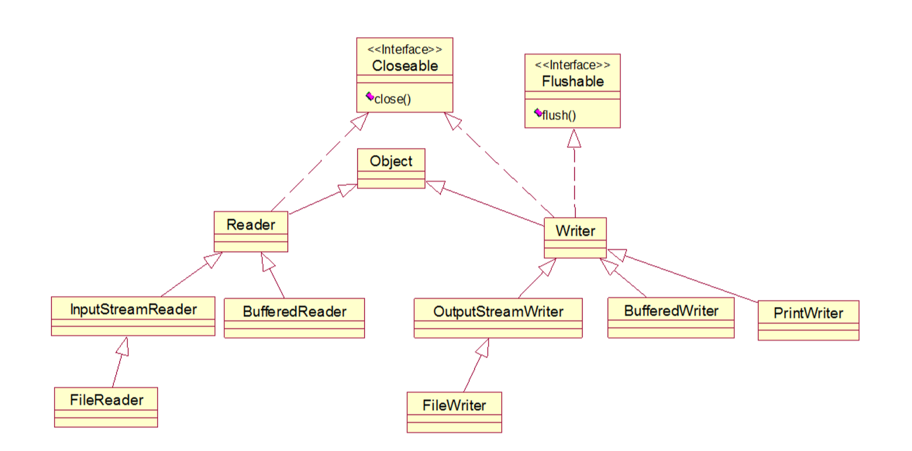 <<Interface>>
Closeable
close()
<<Interface>>
Flushable
flush()
Object
Reader
Writer
InputStreamReader
BufferedReader
OutputStreamWriter
BufferedWriter
PrintWriter
FileReader
FileWriter